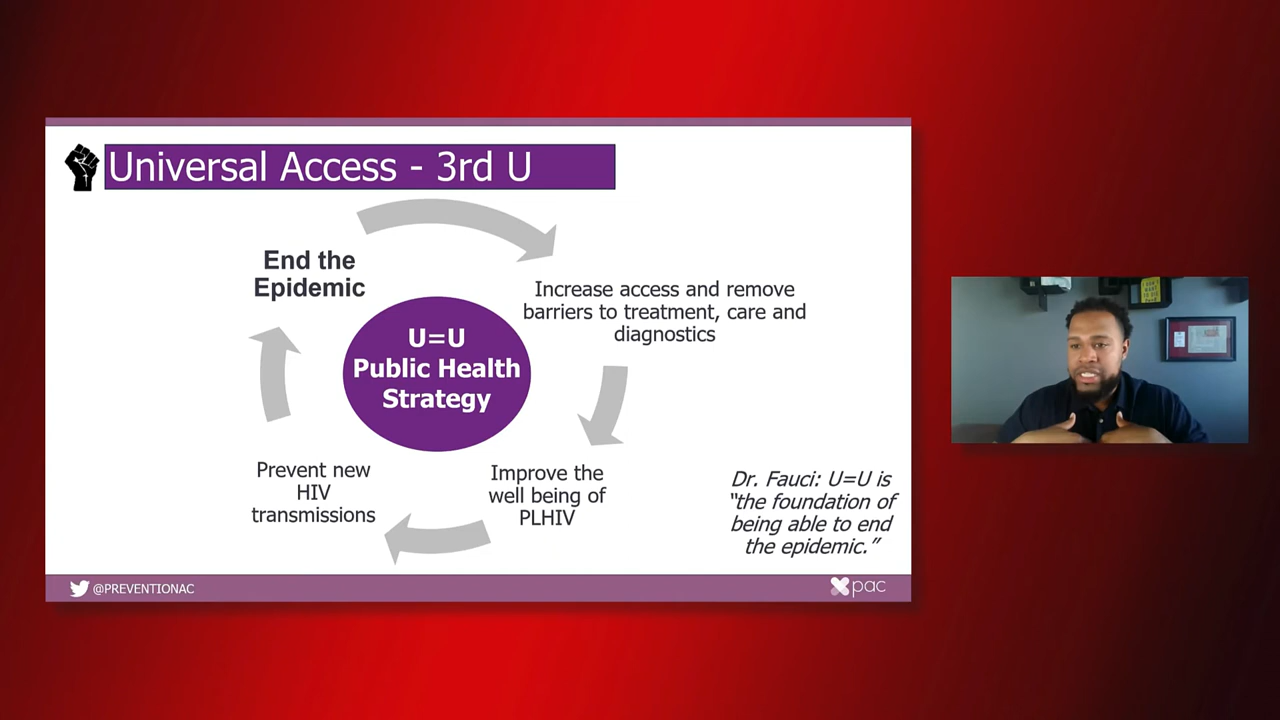 Universal Access - 3rd U
End the
Epidemic
Increase access and remove
barriers to treatment, care and
diagnostics
U=U
Public Health
Strategy
Prevent new
HIV
transmissions
Improve the
well being of
PLHIV
Dr. Fauci: U=U is
“the foundation of
being able to end
the epidemic.”
@PREVENTIONAC
pac